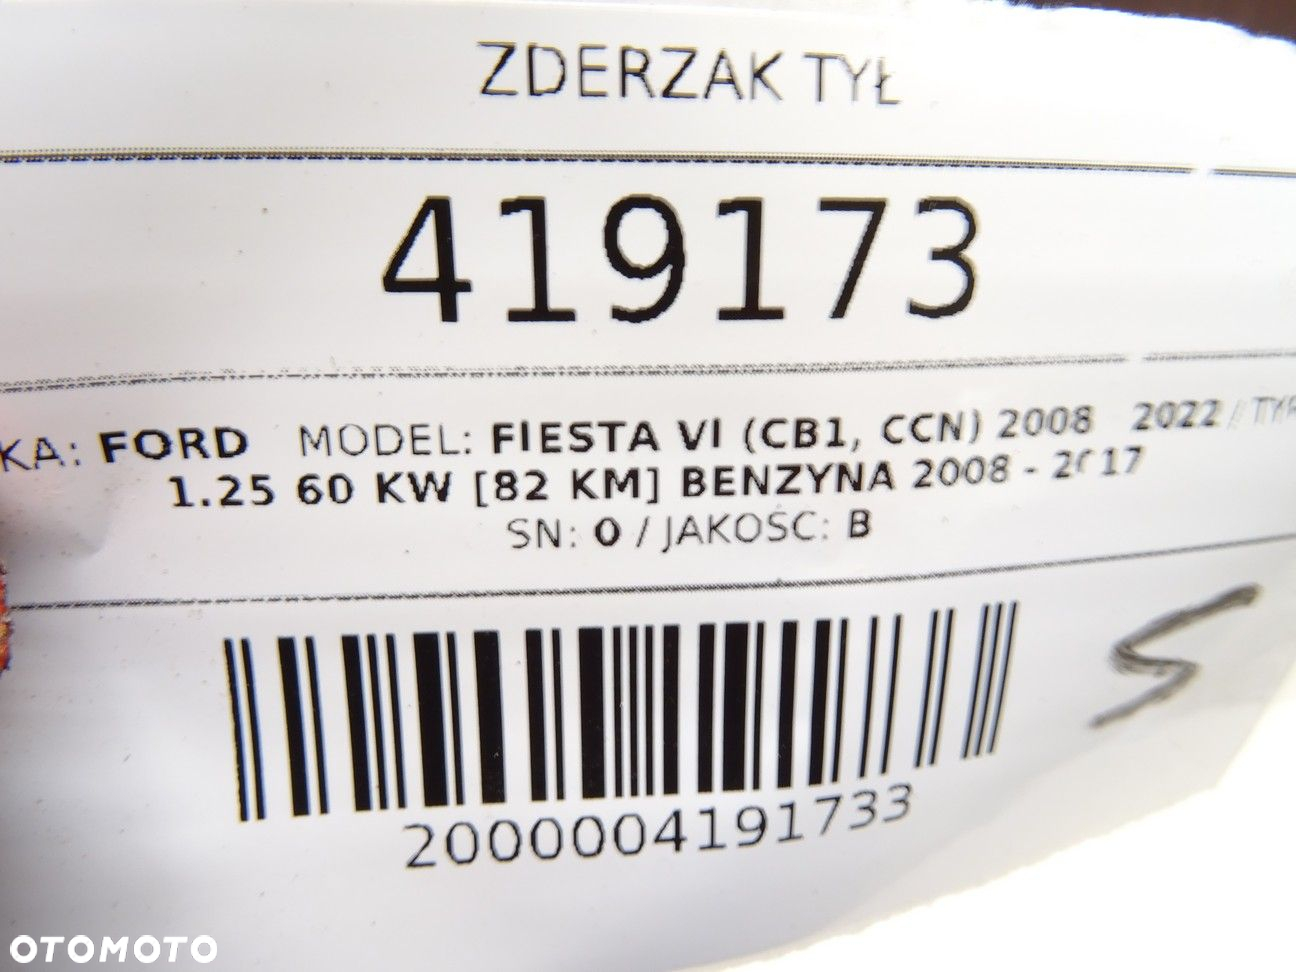 ZDERZAK TYŁ
419173
KA: FORD MODEL: FIESTA VI (CB1, CCN) 2008 2022 / TYP
1.25 60 KW [82 KM] BENZYNA 2008 - 2017
SN: 0 / JAKOŚĆ: B
5
2000004191733
OTOMOTO